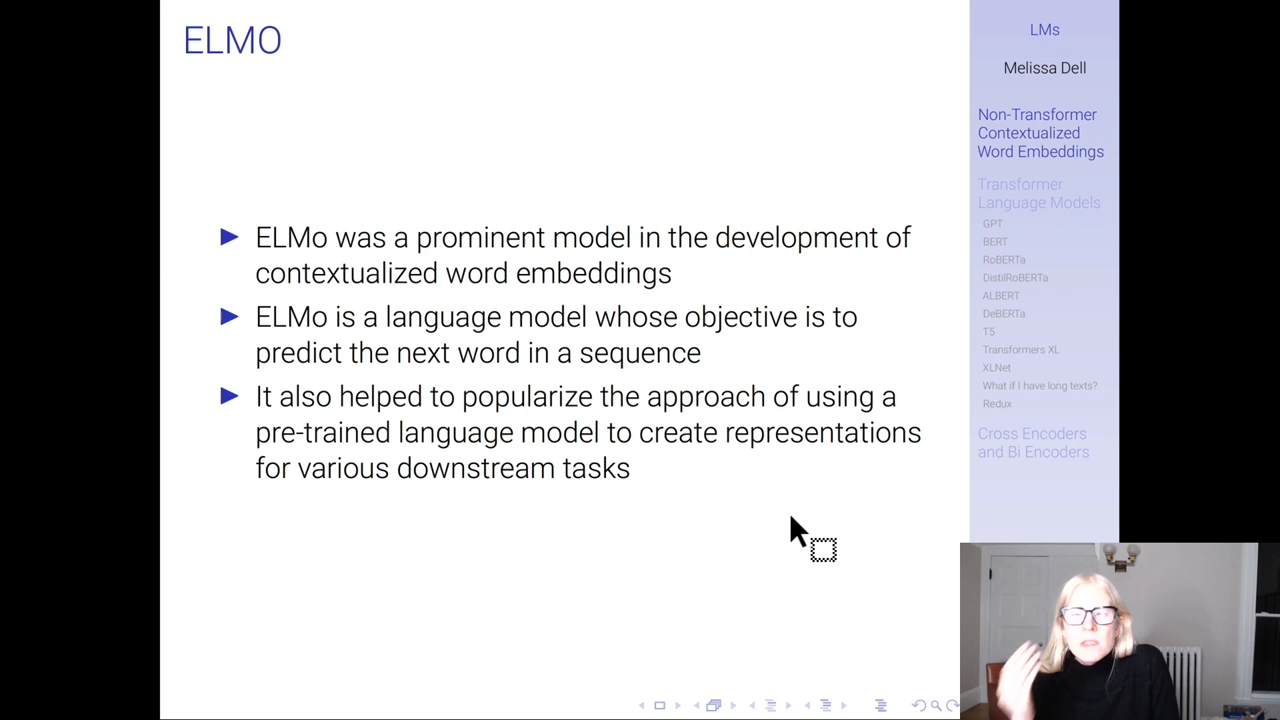 ELMO
ELMo was a prominent model in the development of
contextualized word embeddings
ELMo is a language model whose objective is to
predict the next word in a sequence
It also helped to popularize the approach of using a
pre-trained language model to create representations
for various downstream tasks
LMs
Melissa Dell
Non-Transformer
Contextualized
Word Embeddings
Transformer
Language Models
GPT
BERT
RoBERTa
DistilRoBERTa
ALBERT
DeBERTa
T5
Transformers XL
XLNet
What if I have long texts?
Redux
Cross Encoders
and Bi Encoders